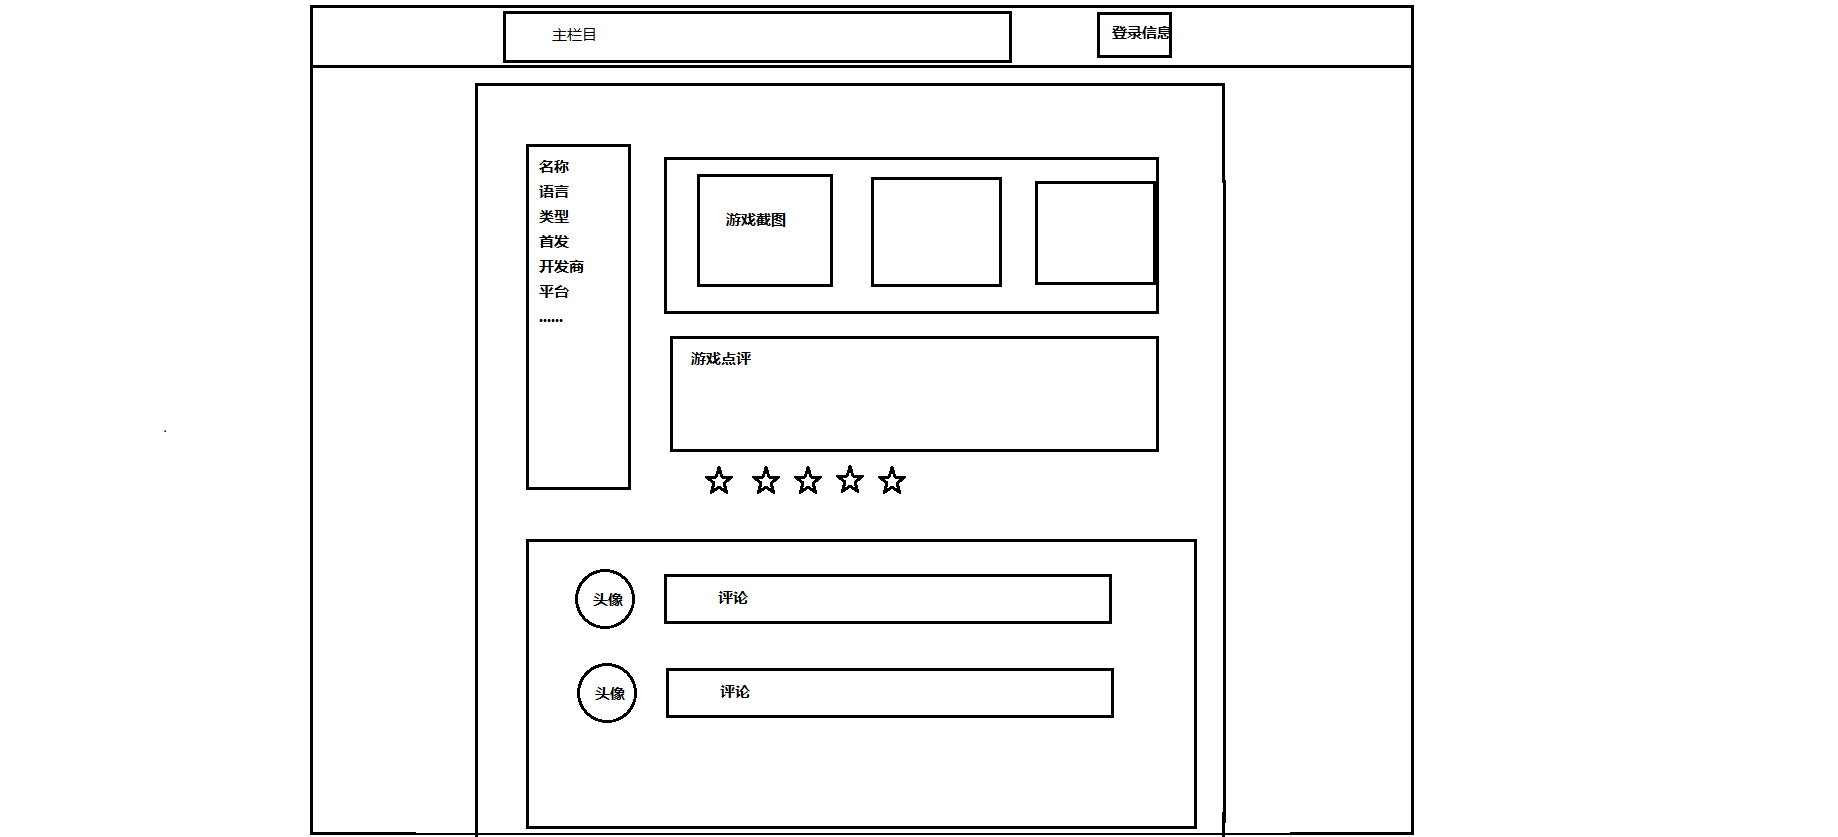 主栏目
登录信息
名称
语言
类型
首发
开发商
平台
......
游戏截图
游戏点评
头像
评论
头像
评论